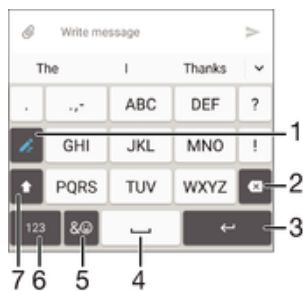 Write message
The I Thanks
. .,- ABC DEF ?
GHI JKL MNO ! 1
PQRS TUV WXYZ 2
123 & 3
7 6 5 4